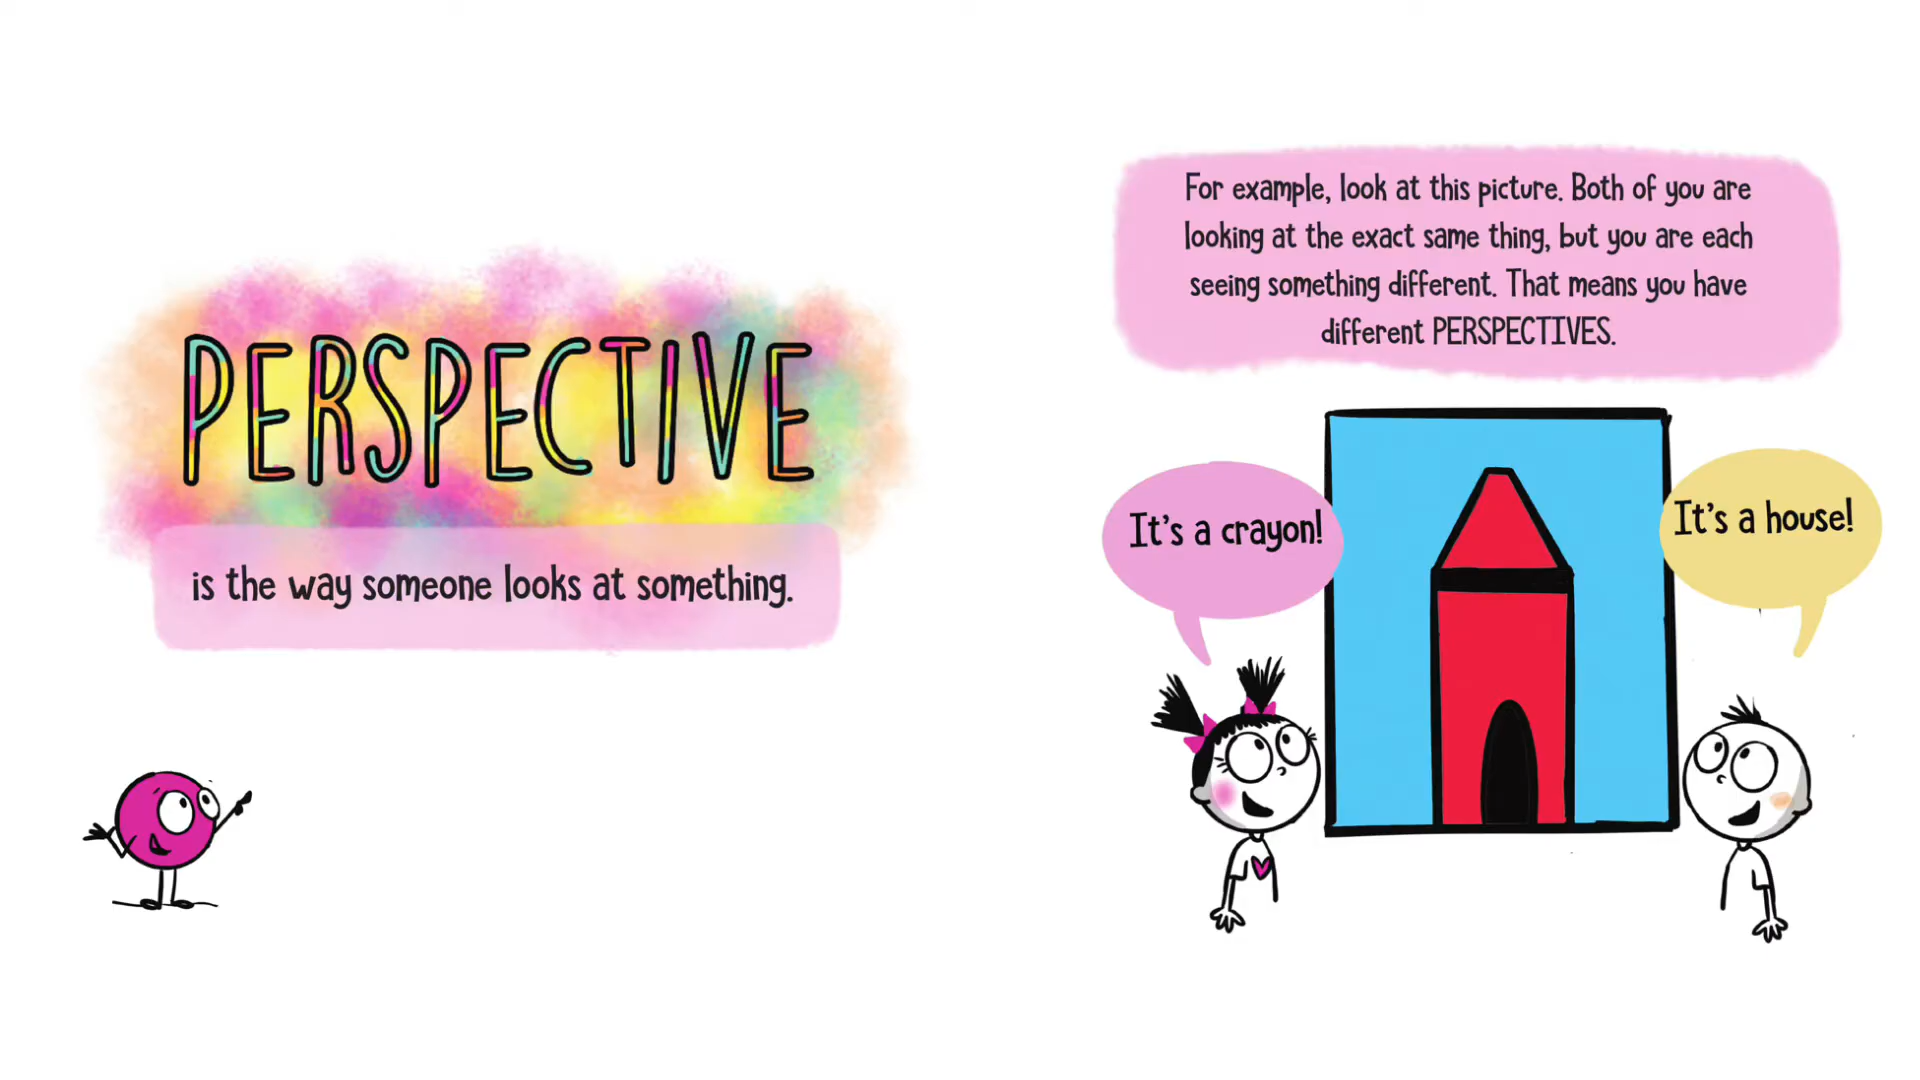 PERSPECTIVE
is the way someone looks at something.
For example, look at this picture. Both of you are
looking at the exact same thing, but you are each
seeing something different. That means you have
different PERSPECTIVES.
It's a crayon!
It's a house!